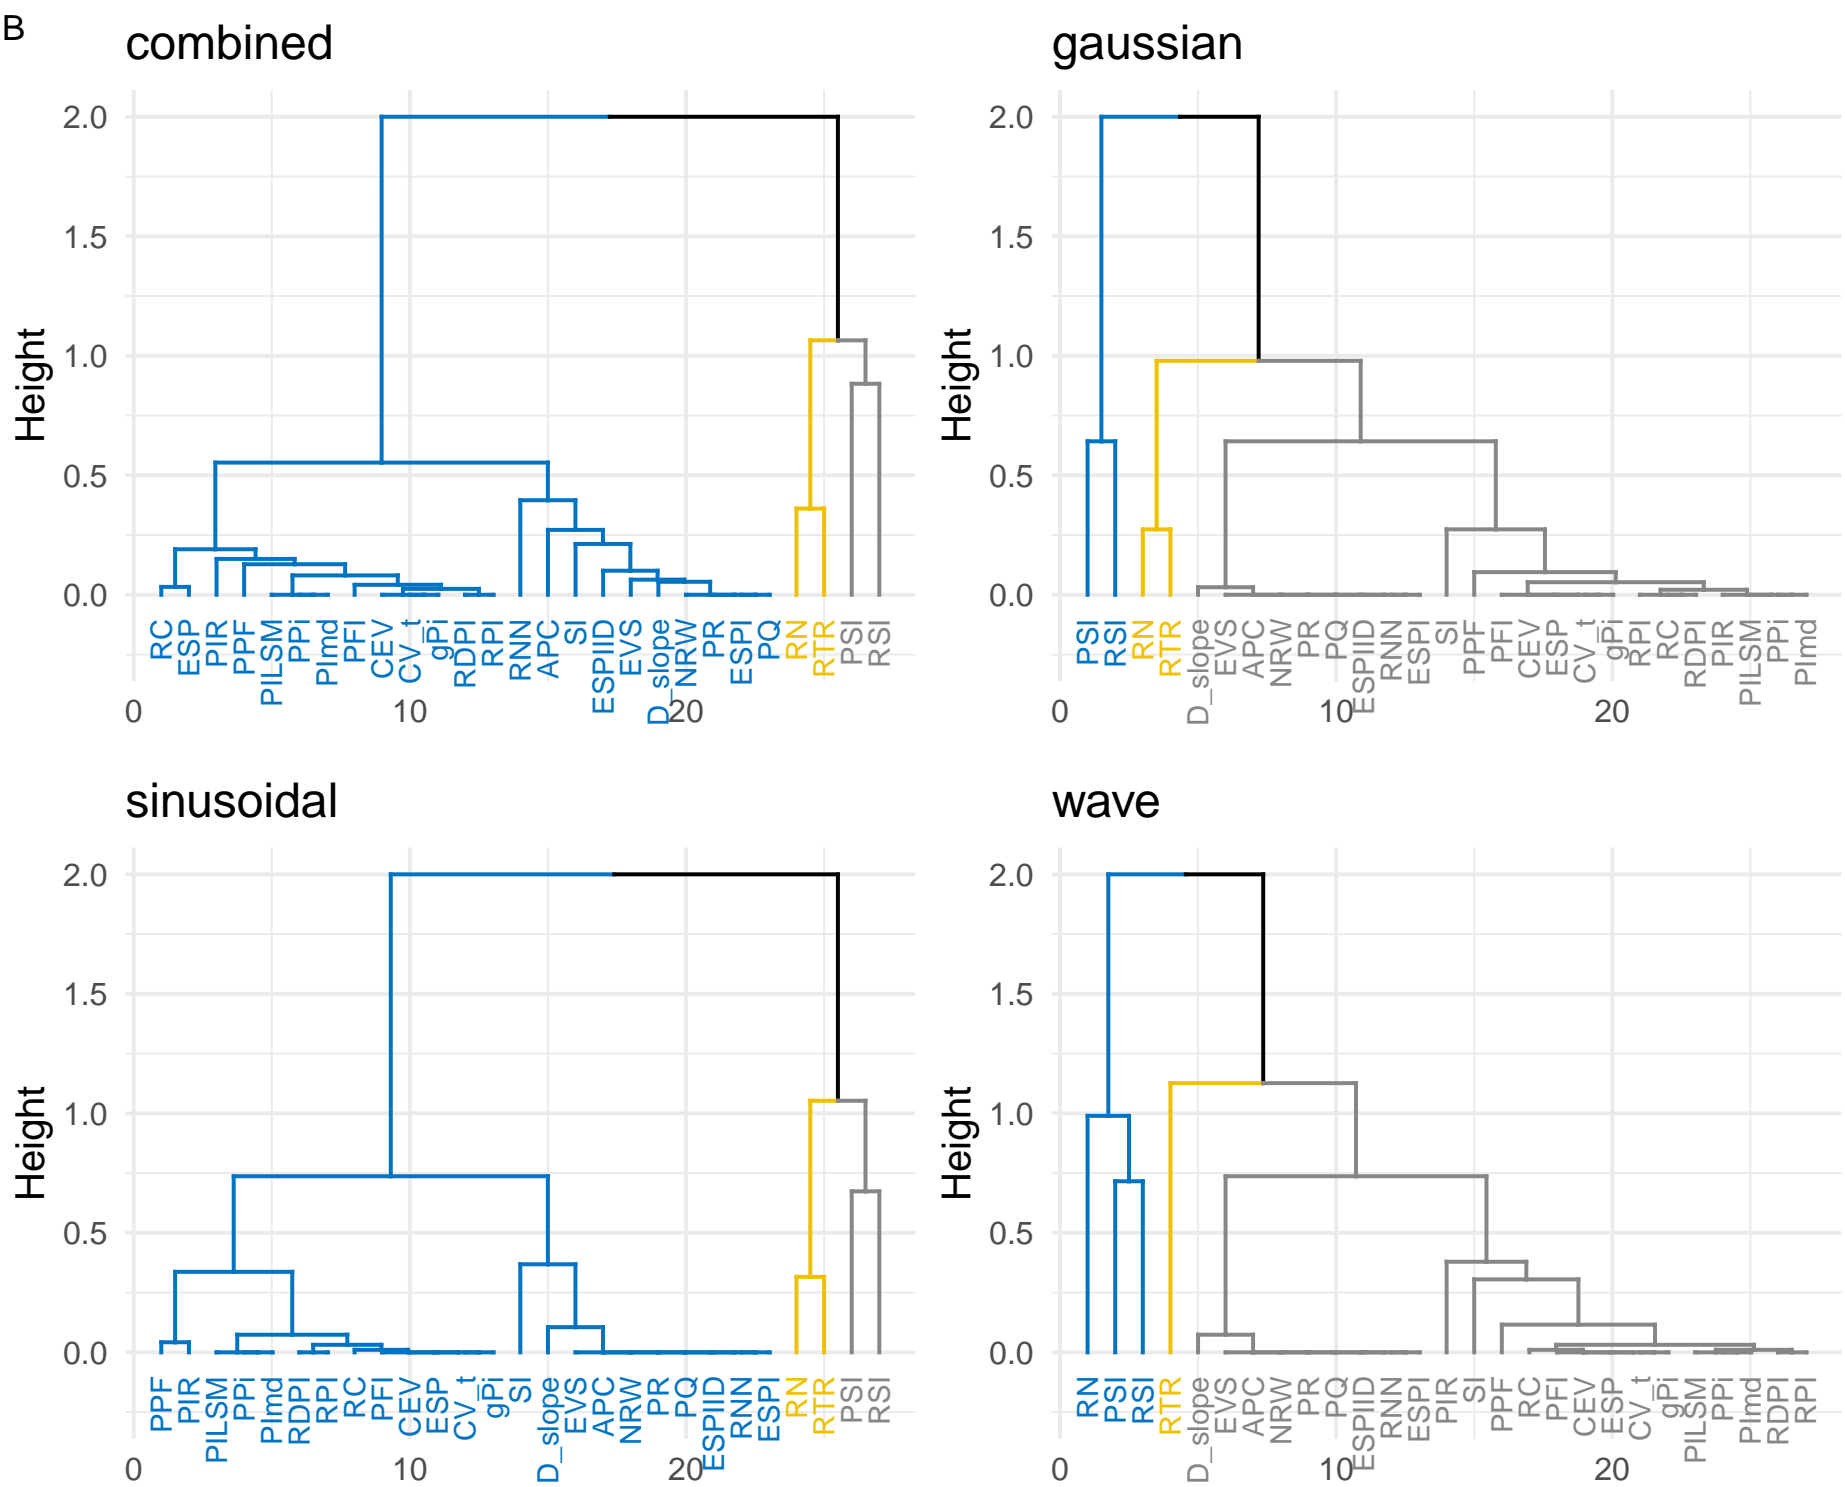 B
combined
gaussian
2.0
1.5
1.0
0.5
0.0
Height
RC ESP PIR PPF PILSM PPi PImd PFI CEV CV_t gPi RDPI RPI RNN APC SI ESPIID EVS D_slope NRW PR ESPI PQ RN RTR PSI RSI
0 10 20
2.0
1.5
1.0
0.5
0.0
Height
PSI RSI RN RTR D_slope EVS APC NRW PR PQ ESPIID RNN ESPI SI PPF PFI CEV ESP CV_t gPi RPI RC RDPI PIR PILSM PPi PImd
0 10 20
sinusoidal
wave
2.0
1.5
1.0
0.5
0.0
Height
PPF PIR PILSM PPi PImd RDPI RPI RC PFI CEV ESP CV_t gPi SI D_slope EVS APC NRW PR PQ ESPIID RNN ESPI RN RTR PSI RSI
0 10 20
2.0
1.5
1.0
0.5
0.0
Height
RN PSI RSI RTR D_slope EVS APC NRW PR PQ ESPIID RNN ESPI PIR SI PPF RC PFI CEV ESP CV_t gPi PILSM PPi PImd RDPI RPI
0 10 20